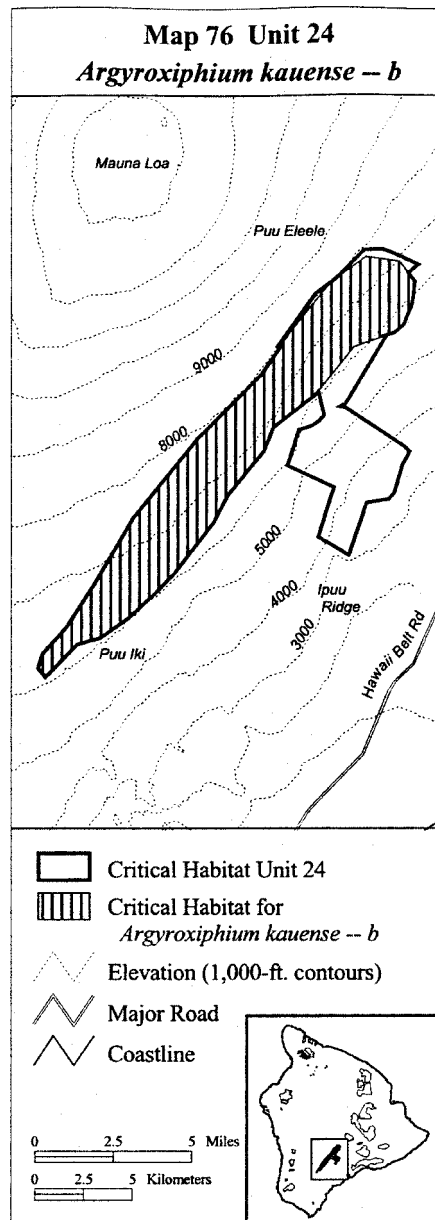 Map 76 Unit 24
Argyroxiphium kauense -- b
Mauna Loa
Puu Eleele
9000
8000
5000
4000
Ipuu
Ridge
3000
Puu Iki
Hawaii Belt Rd
Critical Habitat Unit 24
Critical Habitat for
Argyroxiphium kauense -- b
Elevation (1,000-ft. contours)
Major Road
Coastline
0 2.5 5 Miles
0 2.5 5 Kilometers